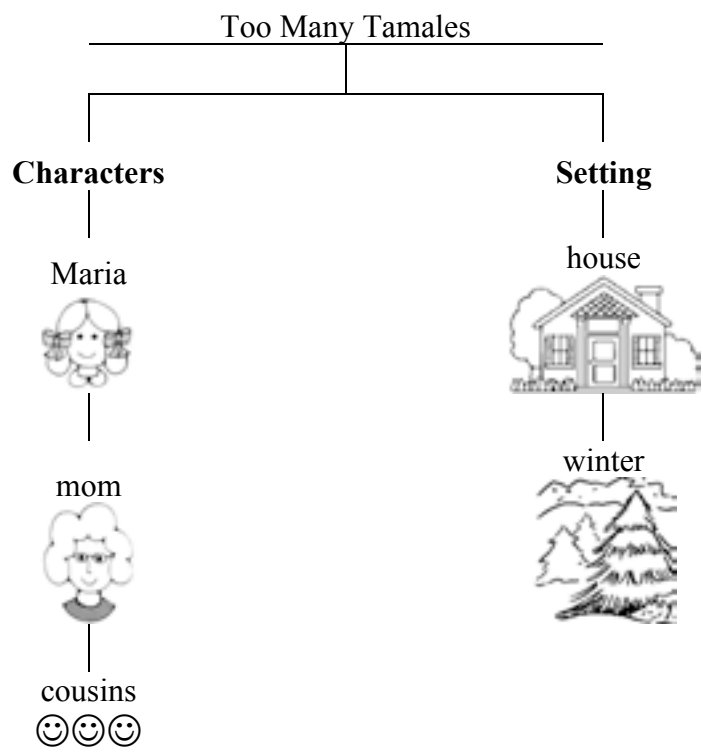 Too Many Tamales
Characters
Setting
Maria
house
mom
winter
cousins